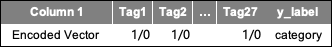 Column 1 Tag1 Tag2 ... Tag27 y_label
Encoded Vector 1/0 1/0 1/0 category